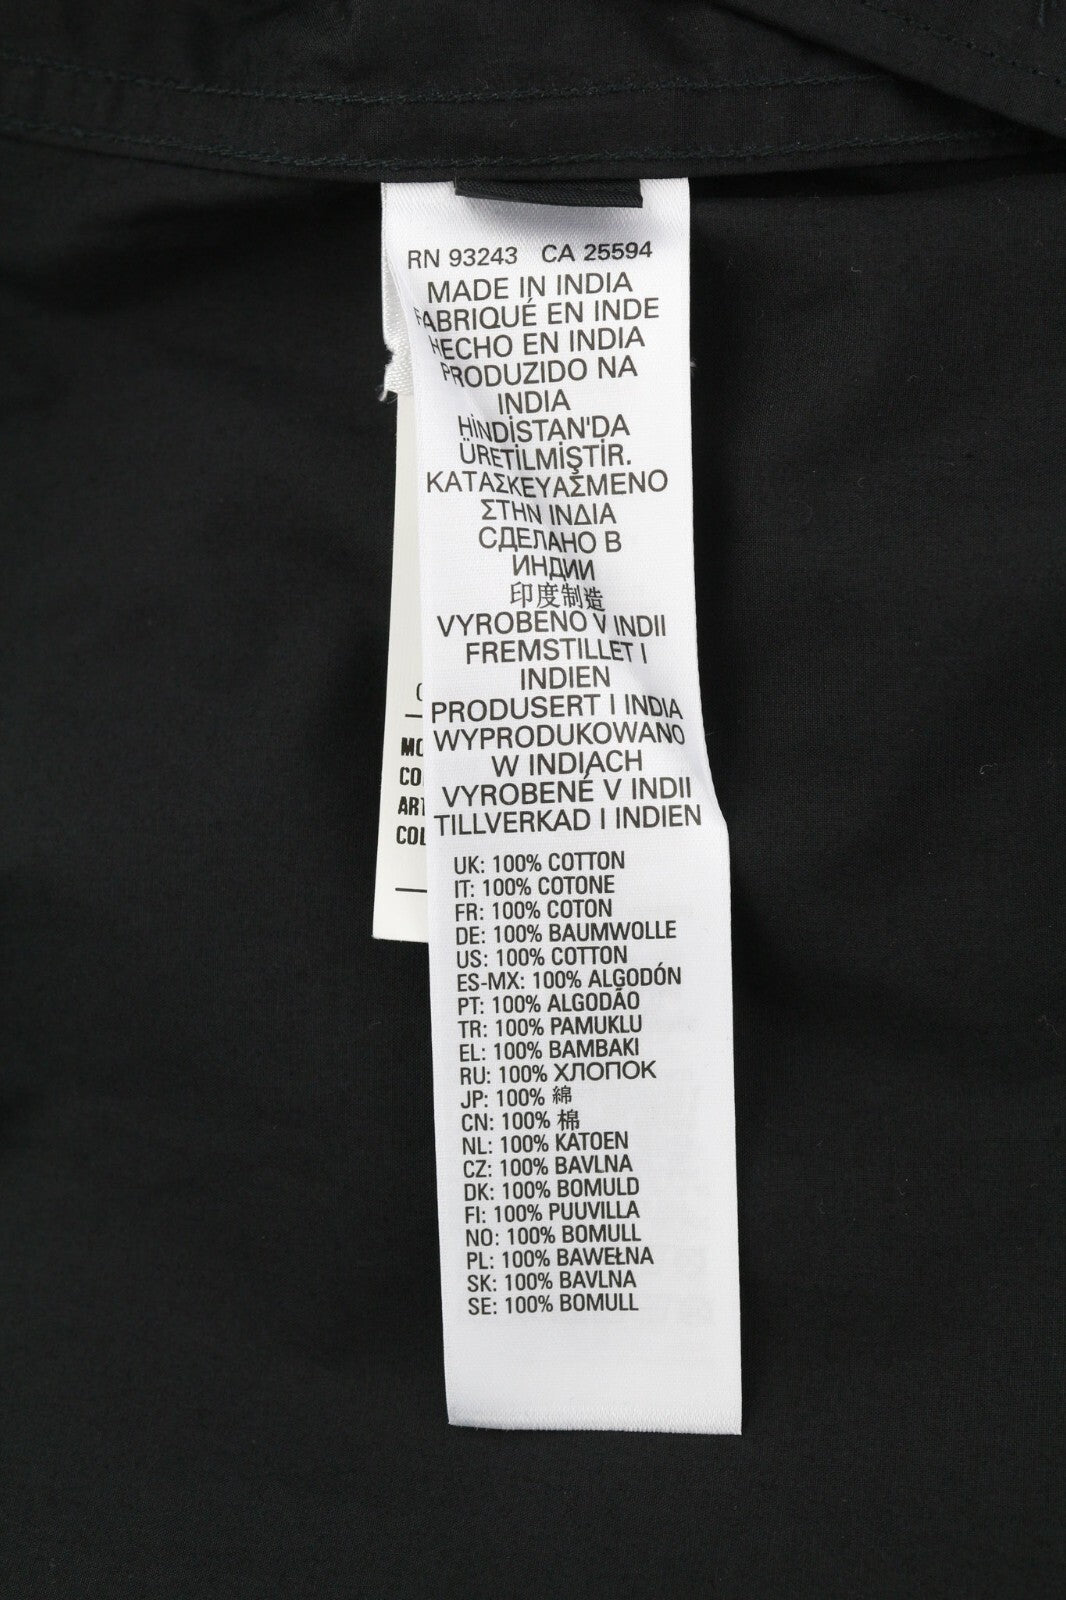 RN 93243 CA 25594
MADE IN INDIA
FABRIQUÉ EN INDE
HECHO EN INDIA
PRODUZIDO NA
INDIA
HİNDİSTAN'DA
ÜRETİLMİŞTİR.
ΚΑΤΑΣΚΕΥΑΣΜΕΝΟ
ΣΤΗΝ ΙΝΔΙΑ
СДЕЛАНО В
ИНДИИ
印度制造
VYROBENO V INDII
FREMSTILLET I
INDIEN
PRODUSERT I INDIA
WYPRODUKOWANO
W INDIACH
VYROBENÉ V INDII
TILLVERKAD I INDIEN
UK: 100% COTTON
IT: 100% COTONE
FR: 100% COTON
DE: 100% BAUMWOLLE
US: 100% COTTON
ES-MX: 100% ALGODÓN
PT: 100% ALGODÃO
TR: 100% PAMUKLU
EL: 100% ΒΑΜΒΑΚΙ
RU: 100% ХЛОПОК
JP: 100% 綿
CN: 100% 棉
NL: 100% KATOEN
CZ: 100% BAVLNA
DK: 100% BOMULD
FI: 100% PUUVILLA
NO: 100% BOMULL
PL: 100% BAWEŁNA
SK: 100% BAVLNA
SE: 100% BOMULL